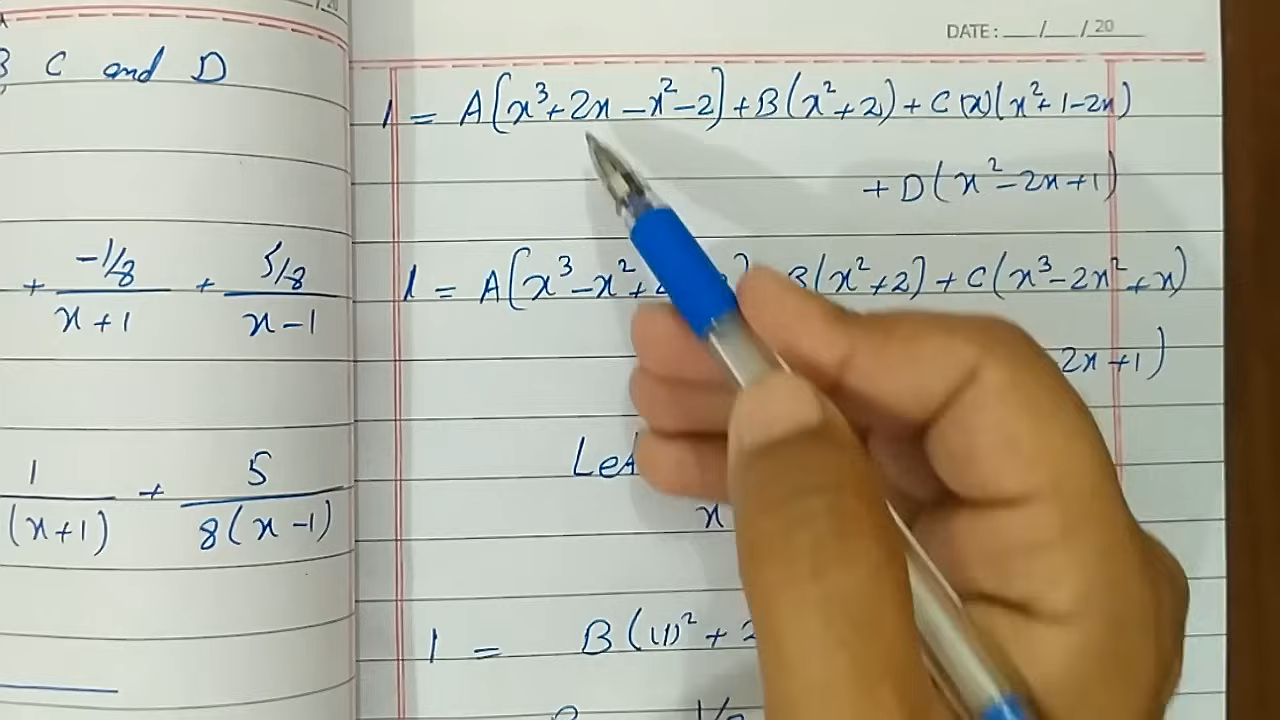 B C and D
+ -1/8 / x+1 + 5/8 / x-1
1 / (x+1) + 5 / 8(x-1)
DATE: ___/___/20___
1 = A[x³+2x-x²-2]+B(x²+2)+C(x)(x²+1-2x)
+D(x²-2x+1)
1 = A[x³-x²+ B(x²+2]+C(x³-2x²+x)
2x+1)
Let
x
1 = B(1)²+2